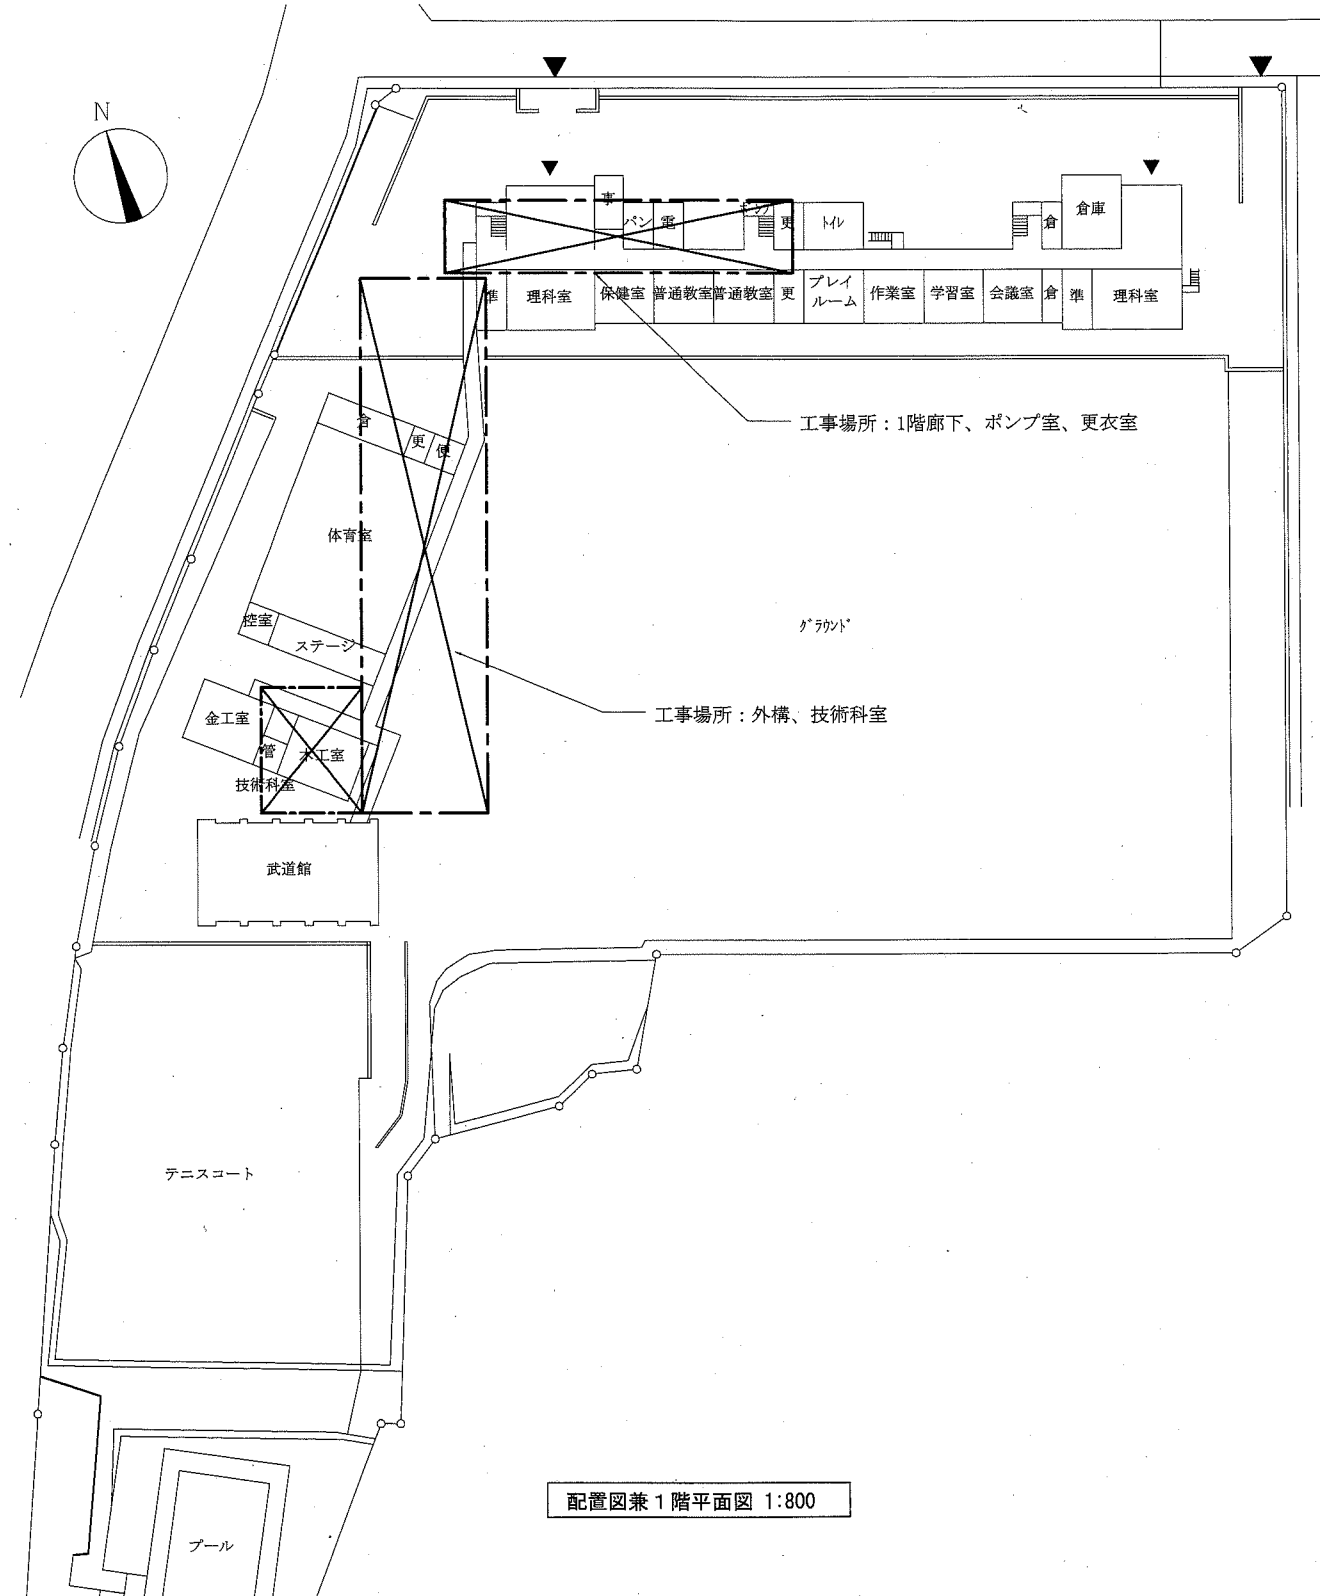 N
事
パン
電
ポンプ
更
トイレ
倉
倉庫
準
理科室
保健室
普通教室
普通教室
更
プレイ
ルーム
作業室
学習室
会議室
倉
準
理科室
工事場所：1階廊下、ポンプ室、更衣室
倉
更
便
体育室
控室
ステージ
グラウンド
金工室
管
木工室
技術科室
工事場所：外構、技術科室
武道館
テニスコート
配置図兼１階平面図 1:800
プール